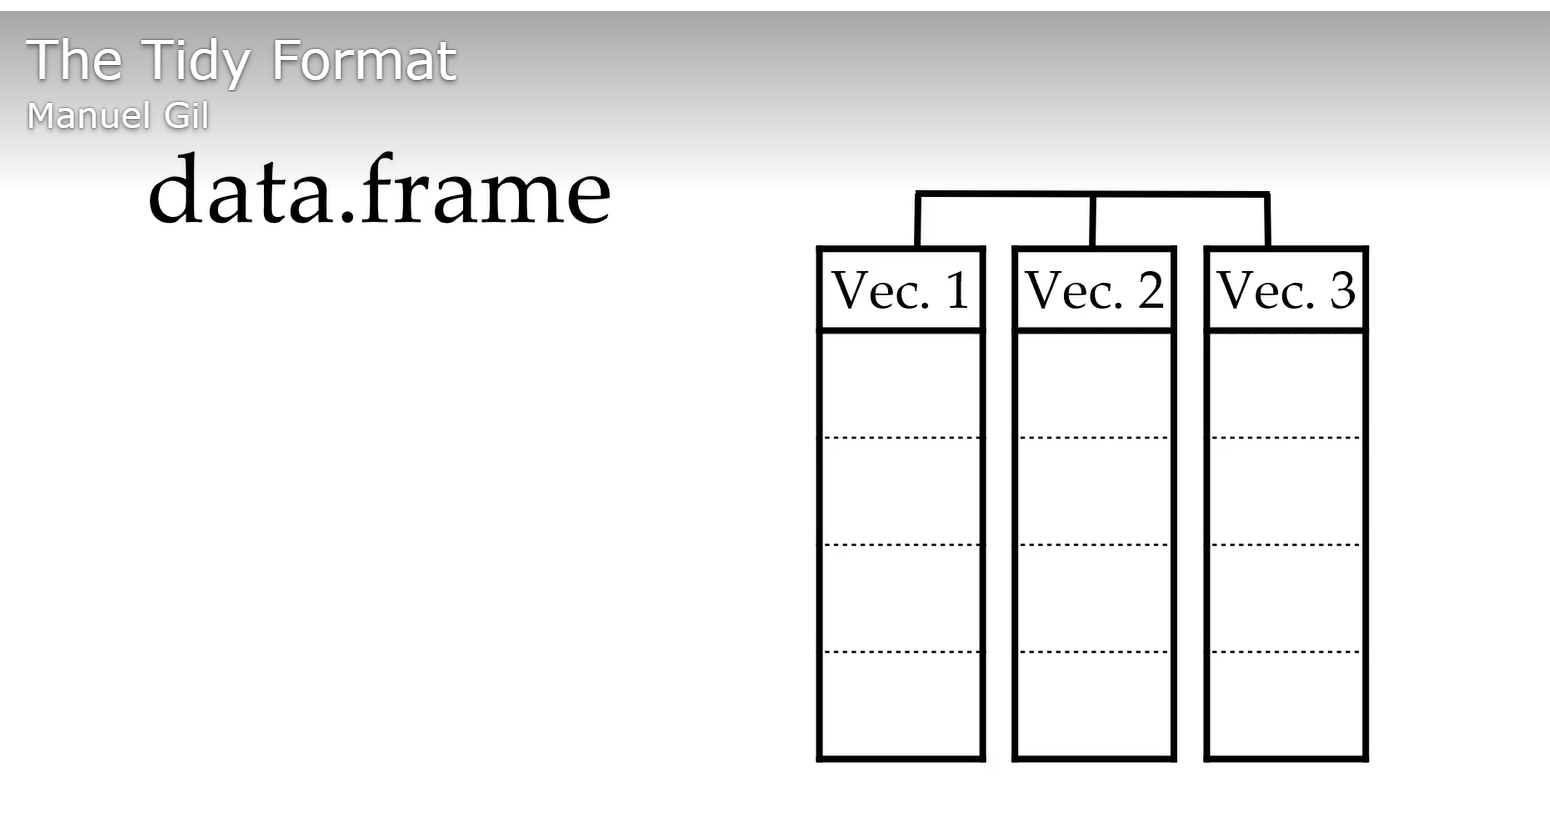 The Tidy Format
Manuel Gil
data.frame
Vec. 1 Vec. 2 Vec. 3